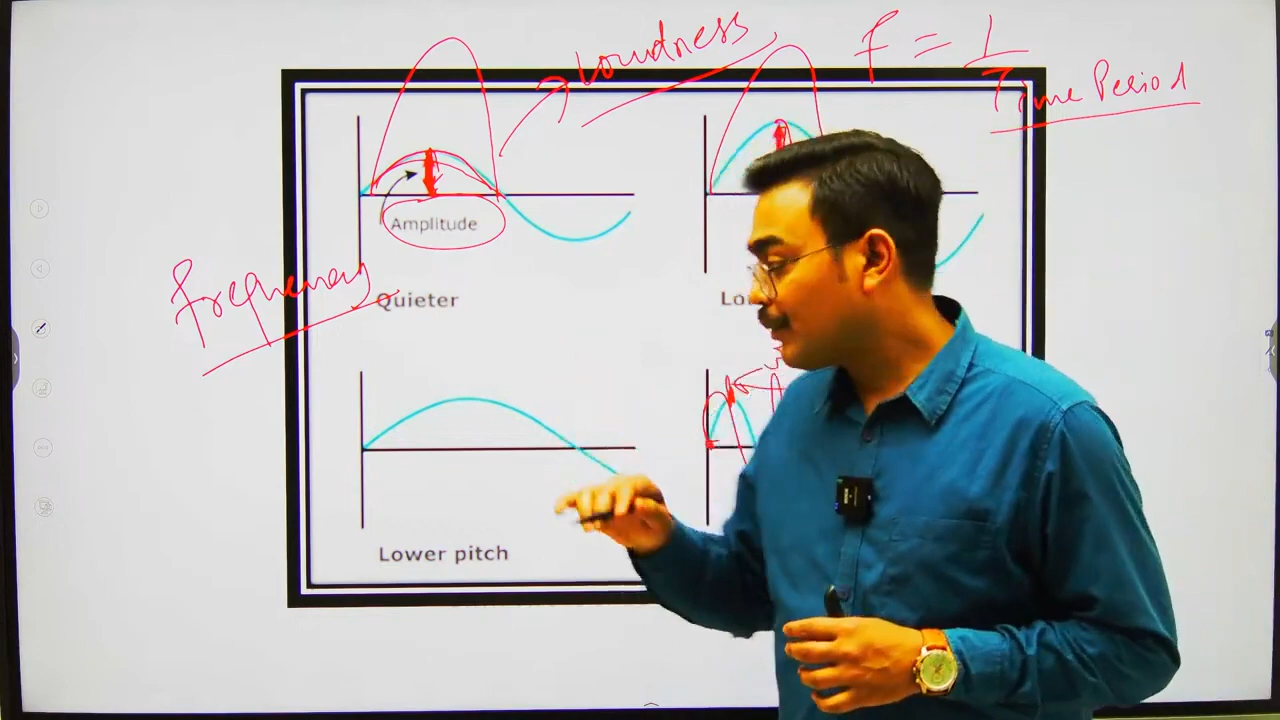 Loudness
f = 1
Time Period
Amplitude
Frequency
Quieter
Lower pitch